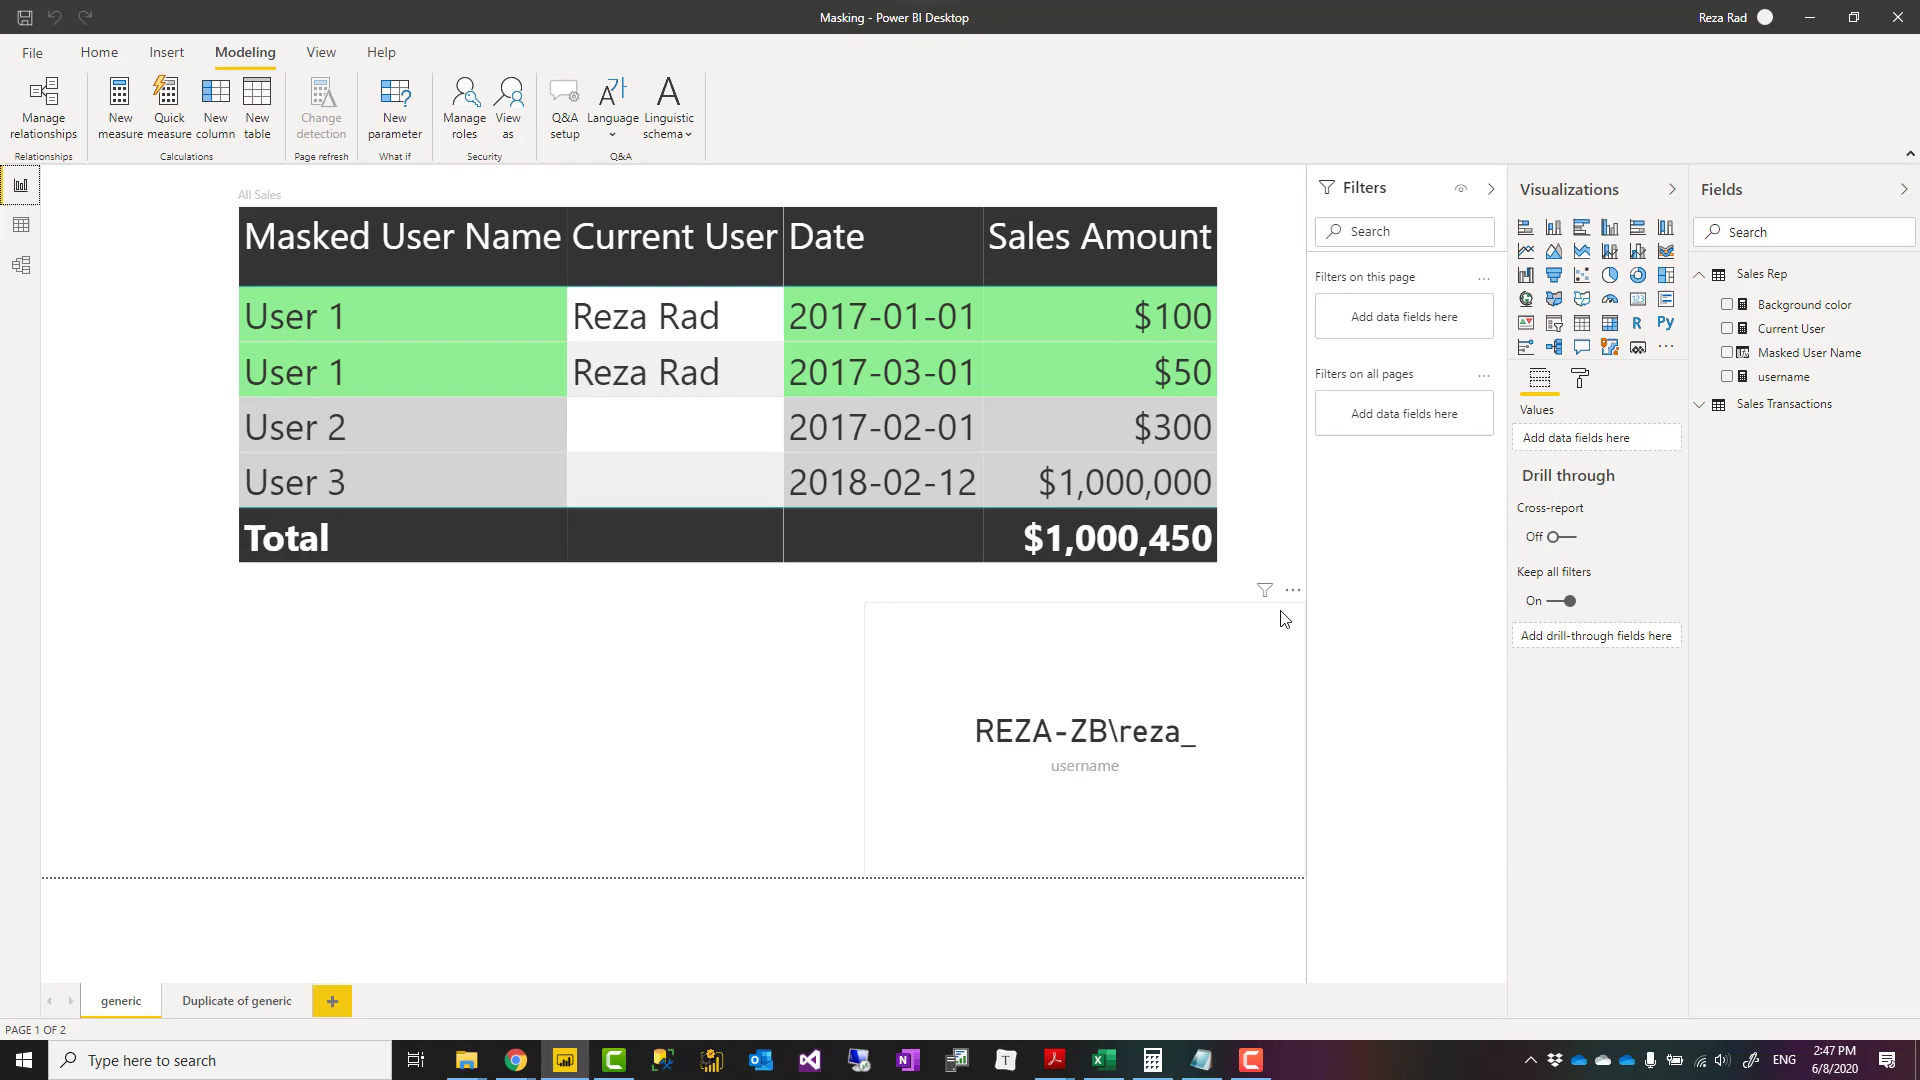 Masking - Power BI Desktop
Reza Rad
File Home Insert Modeling View Help
Manage relationships
New measure
Quick measure
New column
New table
Change detection
New parameter
Manage roles
View as
Q&A setup
Language
Linguistic schema
Relationships
Calculations
Page refresh
What if
Security
Q&A
All Sales
Masked User Name Current User Date Sales Amount
User 1 Reza Rad 2017-01-01 $100
User 1 Reza Rad 2017-03-01 $50
User 2 2017-02-01 $300
User 3 2018-02-12 $1,000,000
Total $1,000,450
REZA-ZB\reza_
username
Filters
Search
Filters on this page ...
Add data fields here
Filters on all pages ...
Add data fields here
Visualizations
R
Py
123
Values
Add data fields here
Drill through
Cross-report
Off
Keep all filters
On
Add drill-through fields here
Fields
Search
Sales Rep
Background color
Current User
Masked User Name
username
Sales Transactions
generic
Duplicate of generic
+
PAGE 1 OF 2
Type here to search
ENG
2:47 PM
6/8/2020